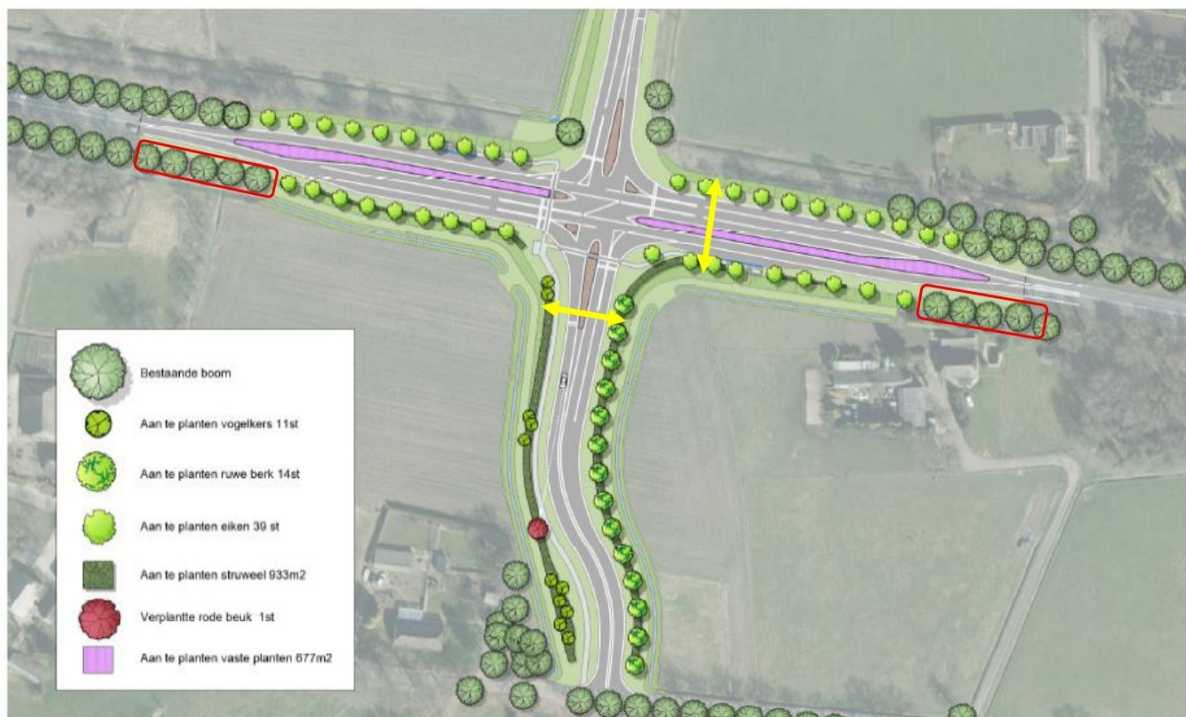 Bestaande boom
Aan te planten vogelkers 11st
Aan te planten ruwe berk 14st
Aan te planten eiken 39 st
Aan te planten struweel 933m2
Verplantte rode beuk  1st
Aan te planten vaste planten 677m2